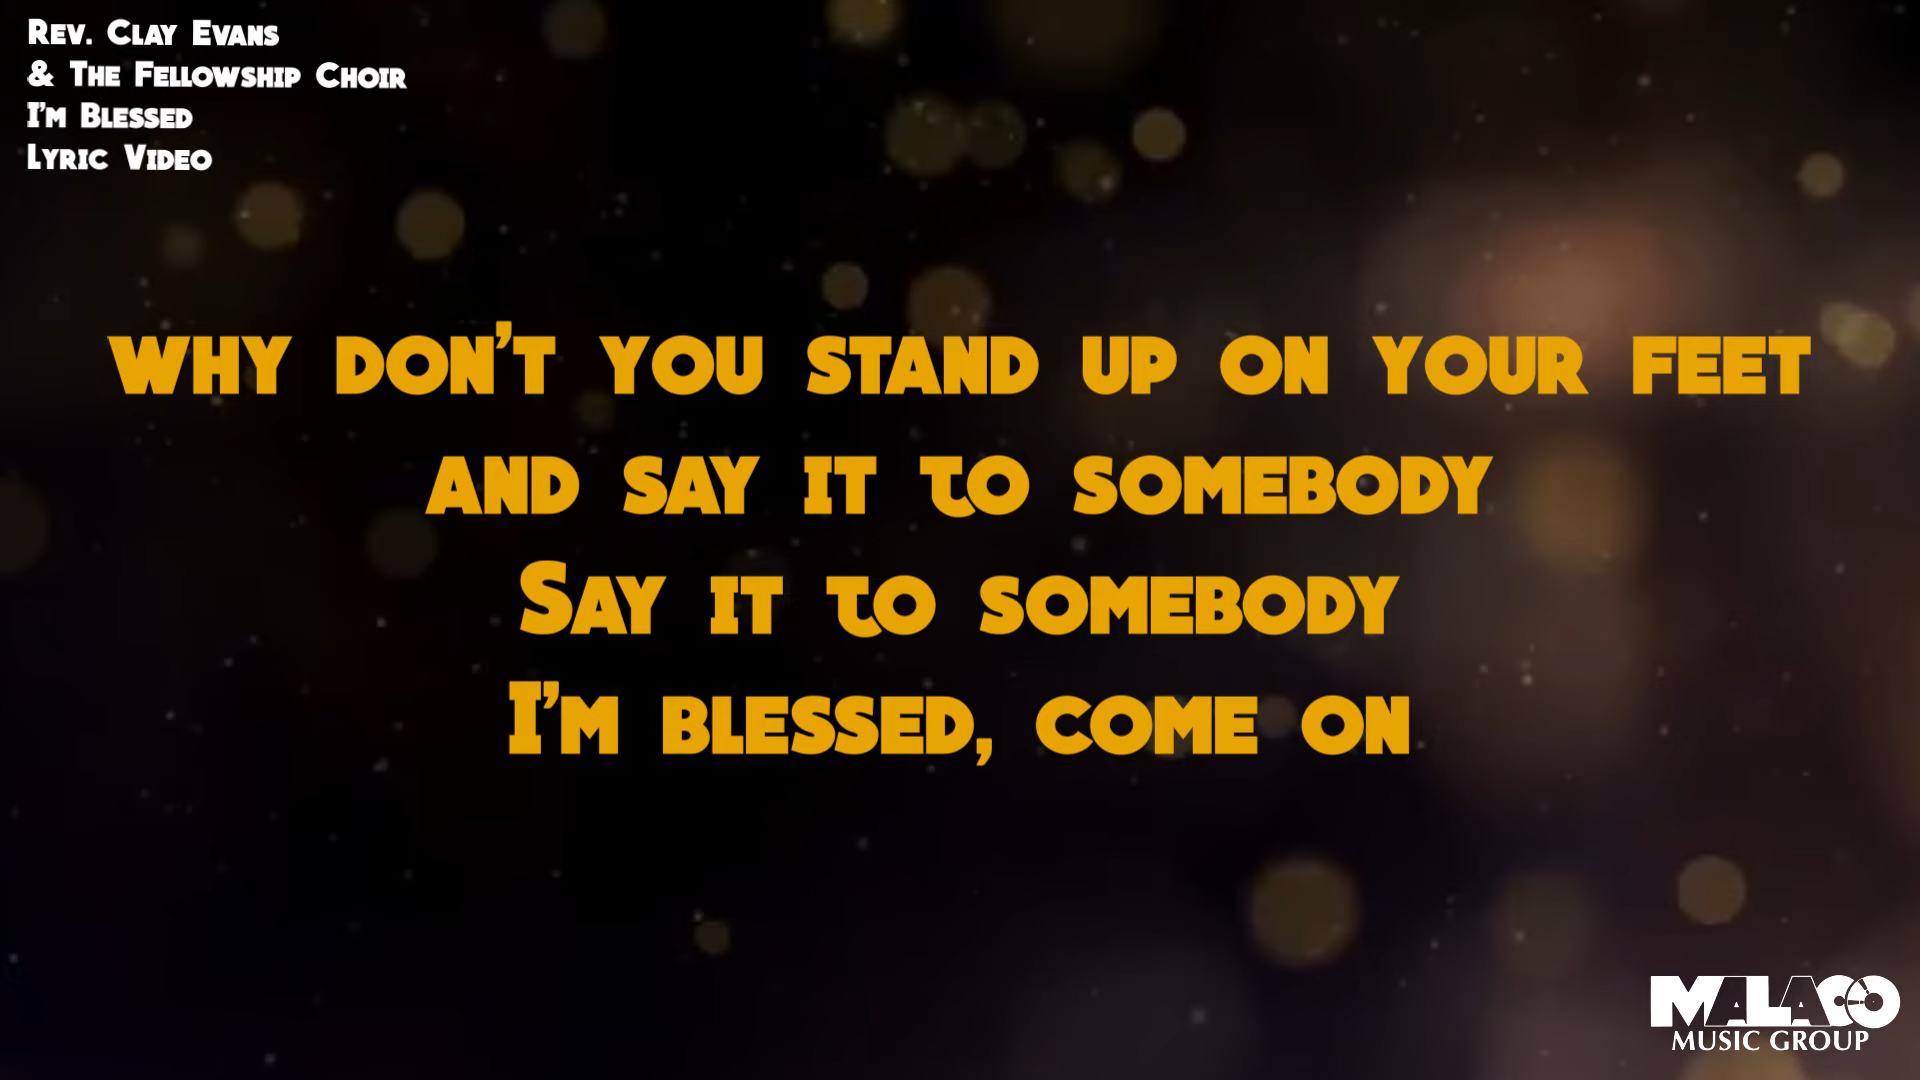 Rev. Clay Evans
& The Fellowship Choir
I'm Blessed
Lyric Video
why don't you stand up on your feet
and say it to somebody
Say it to somebody
I'm blessed, come on
MALACO
MUSIC GROUP